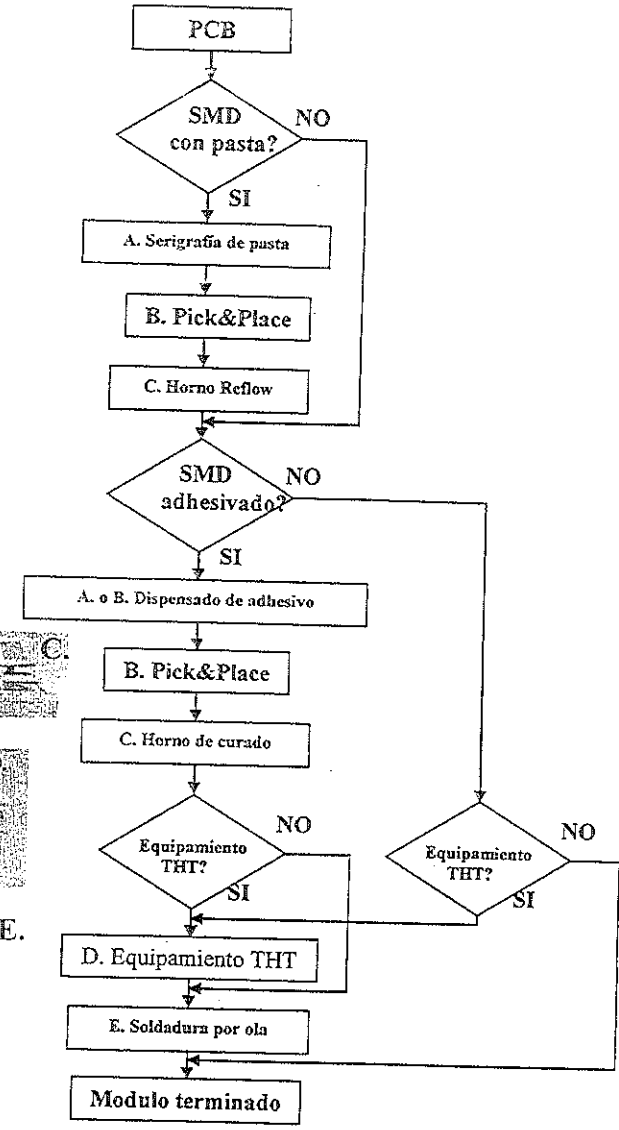 PCB
SMD
con pasta?
NO
SI
A. Serigrafía de pasta
B. Pick&Place
C. Horno Reflow
SMD
adhesivado?
NO
SI
A. o B. Dispensado de adhesivo
C.
B. Pick&Place
C. Horno de curado
Equipamiento
THT?
NO
SI
Equipamiento
THT?
NO
SI
E.
D. Equipamiento THT
E. Soldadura por ola
Modulo terminado